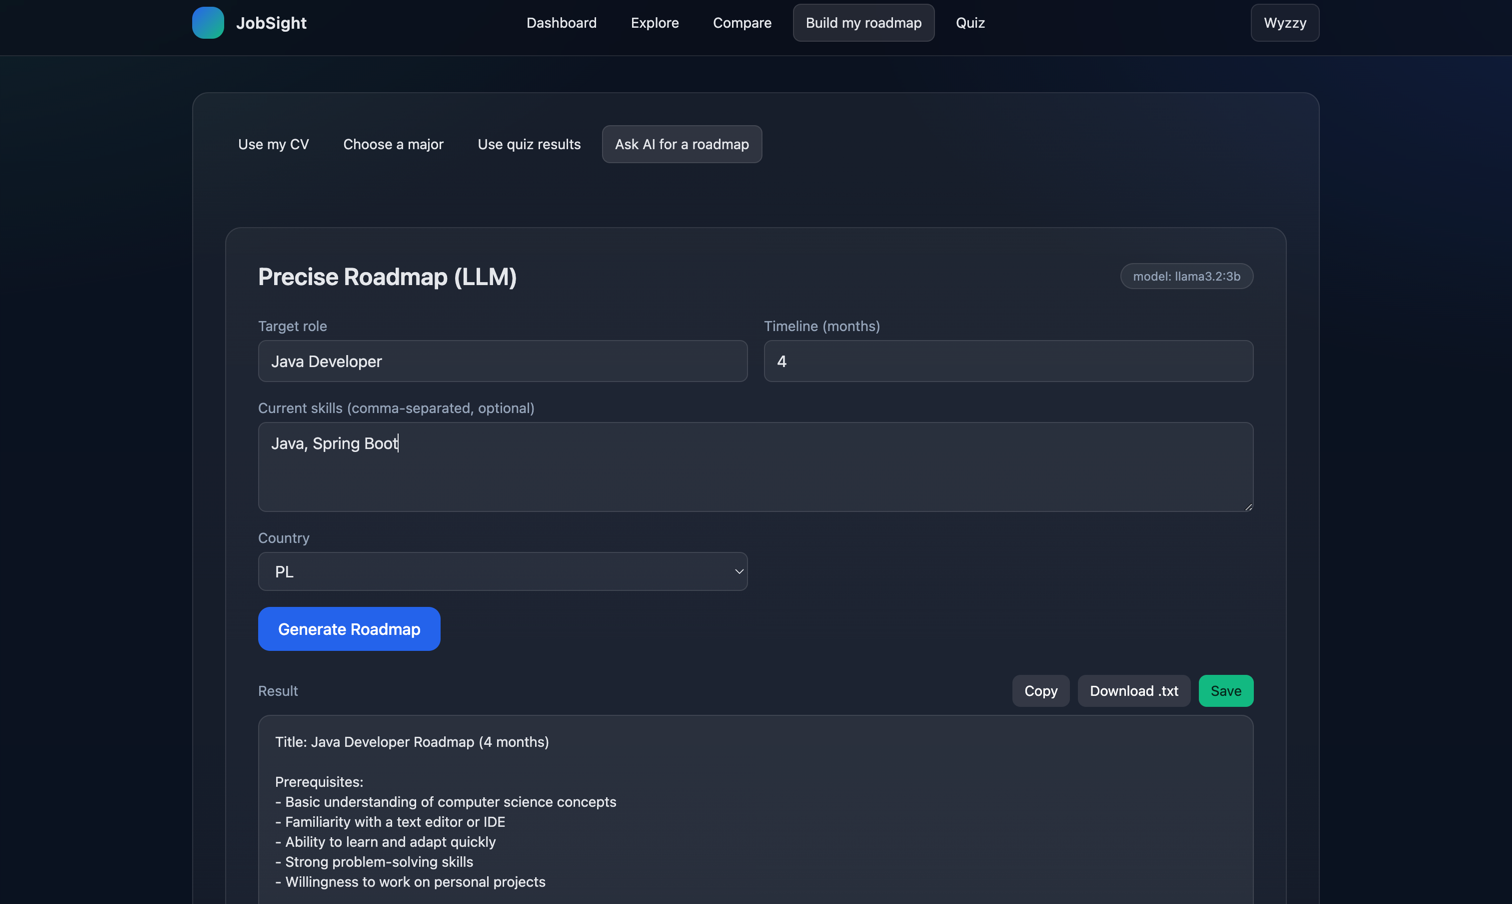 JobSight
Dashboard
Explore
Compare
Build my roadmap
Quiz
Wyzzy
Use my CV
Choose a major
Use quiz results
Ask AI for a roadmap
Precise Roadmap (LLM)
model: llama3.2:3b
Target role
Timeline (months)
Java Developer
4
Current skills (comma-separated, optional)
Java, Spring Boot
Country
PL
Generate Roadmap
Result
Copy
Download .txt
Save
Title: Java Developer Roadmap (4 months)
Prerequisites:
- Basic understanding of computer science concepts
- Familiarity with a text editor or IDE
- Ability to learn and adapt quickly
- Strong problem-solving skills
- Willingness to work on personal projects